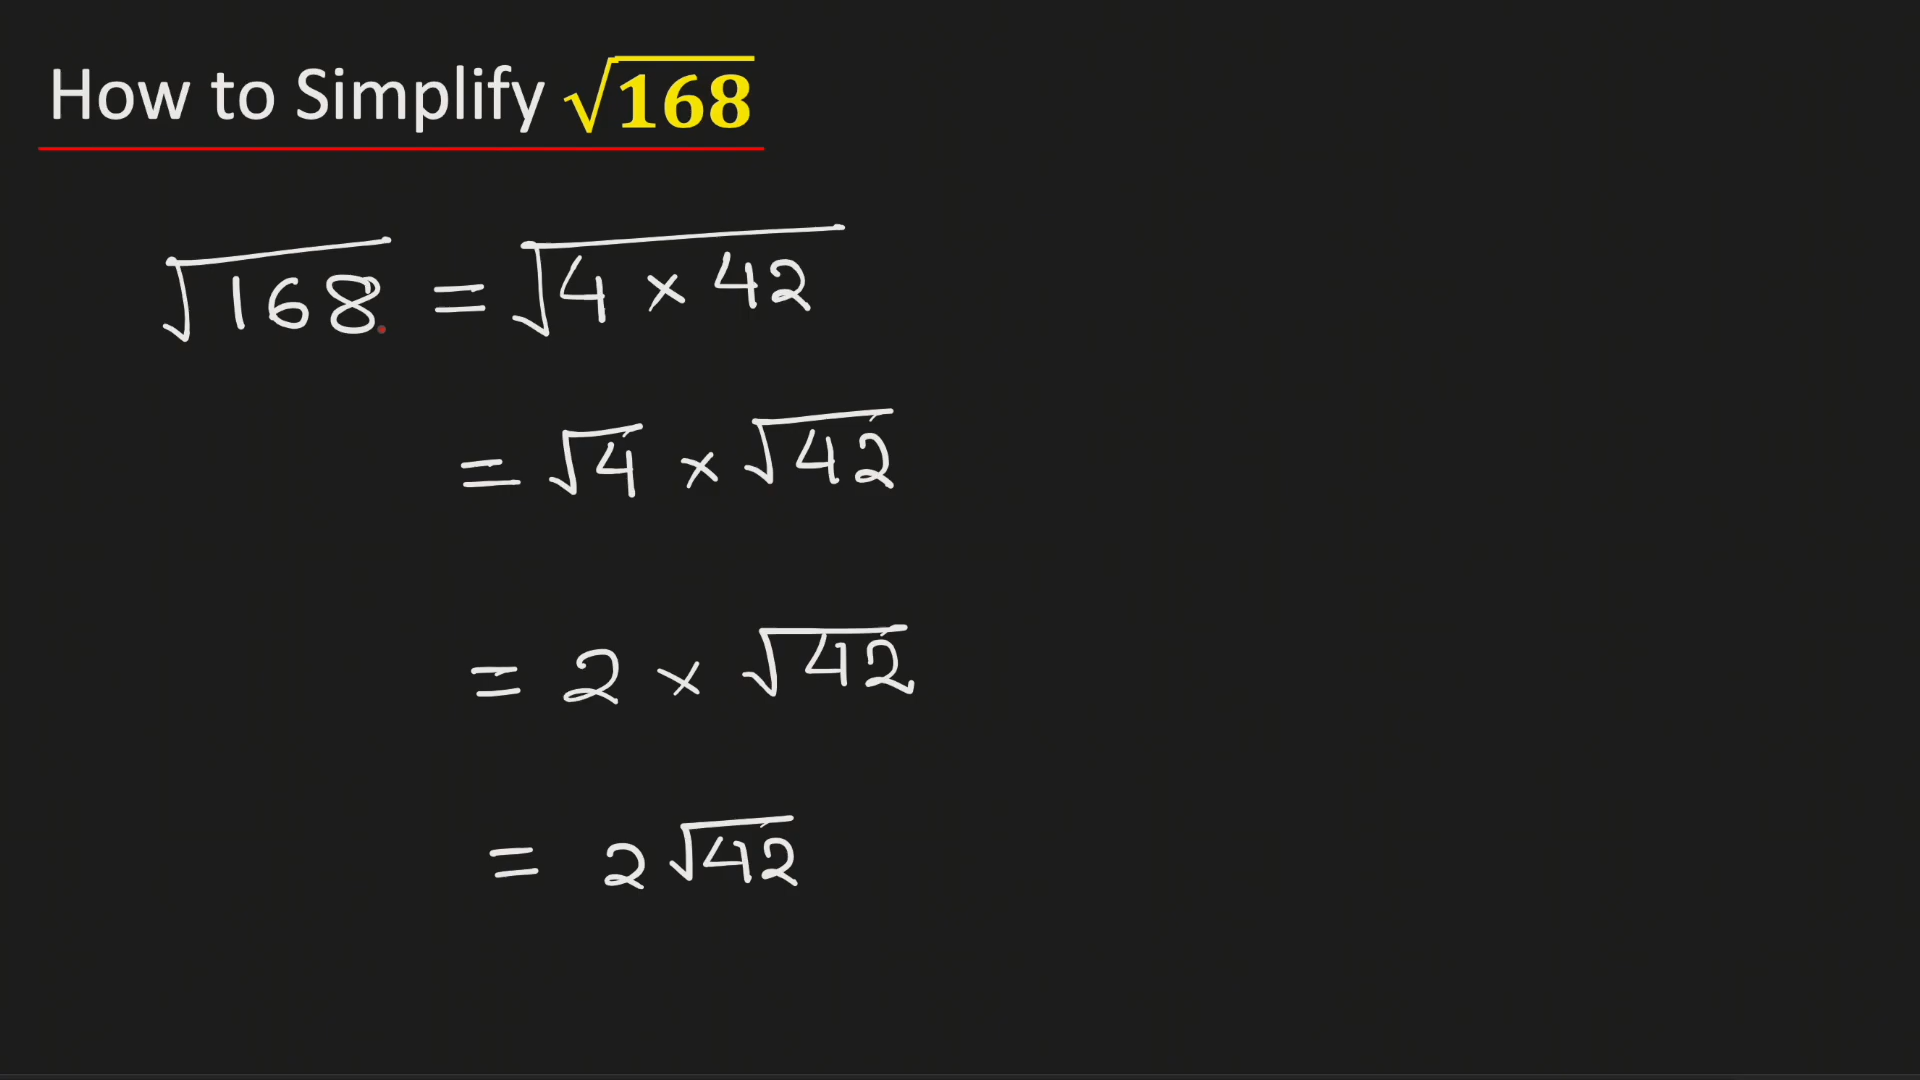 How to Simplify √168
√168 = √4 × 42
= √4 × √42
= 2 × √42
= 2√42